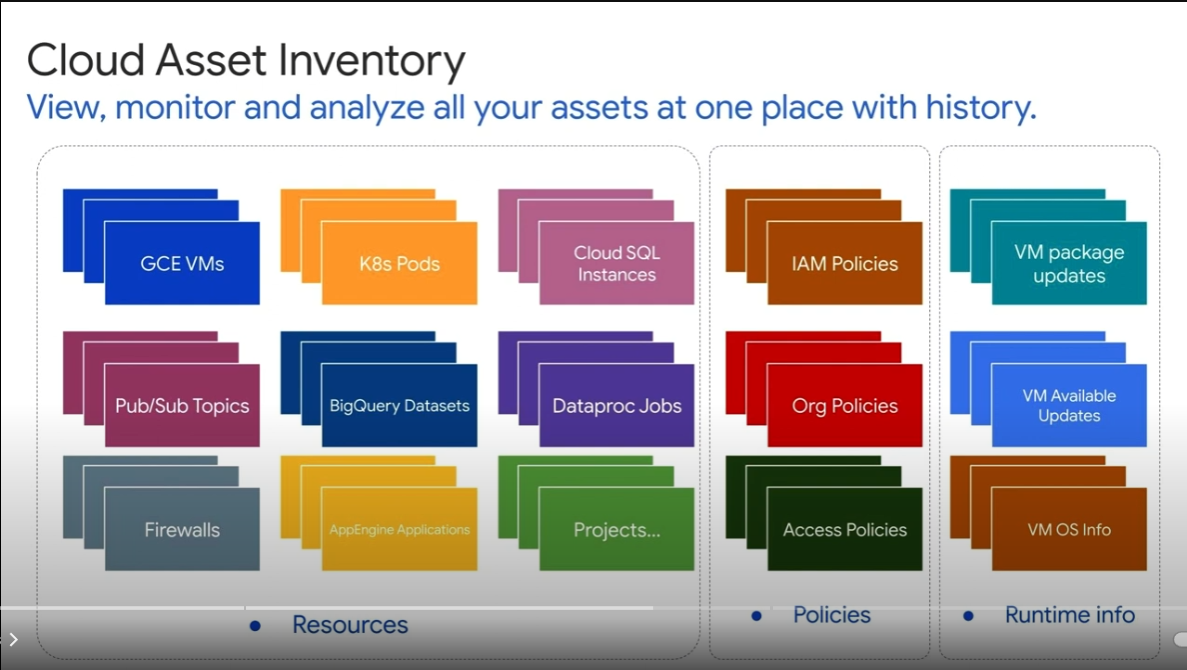 Cloud Asset Inventory
View, monitor and analyze all your assets at one place with history.
GCE VMs
K8s Pods
Cloud SQL
Instances
IAM Policies
VM package
updates
Pub/Sub Topics
BigQuery Datasets
Dataproc Jobs
Org Policies
VM Available
Updates
Firewalls
AppEngine Applications
Projects...
Access Policies
VM OS Info
● Resources
● Policies
● Runtime info